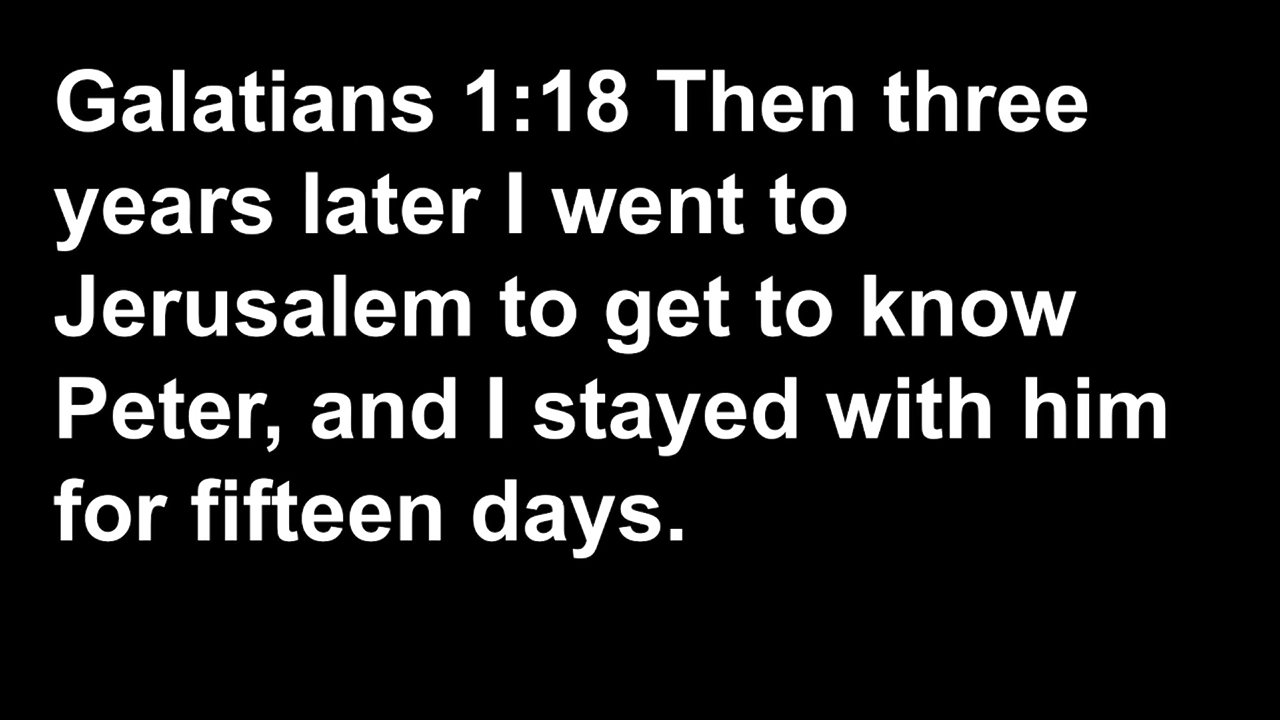 Galatians 1:18 Then three
years later I went to
Jerusalem to get to know
Peter, and I stayed with him
for fifteen days.